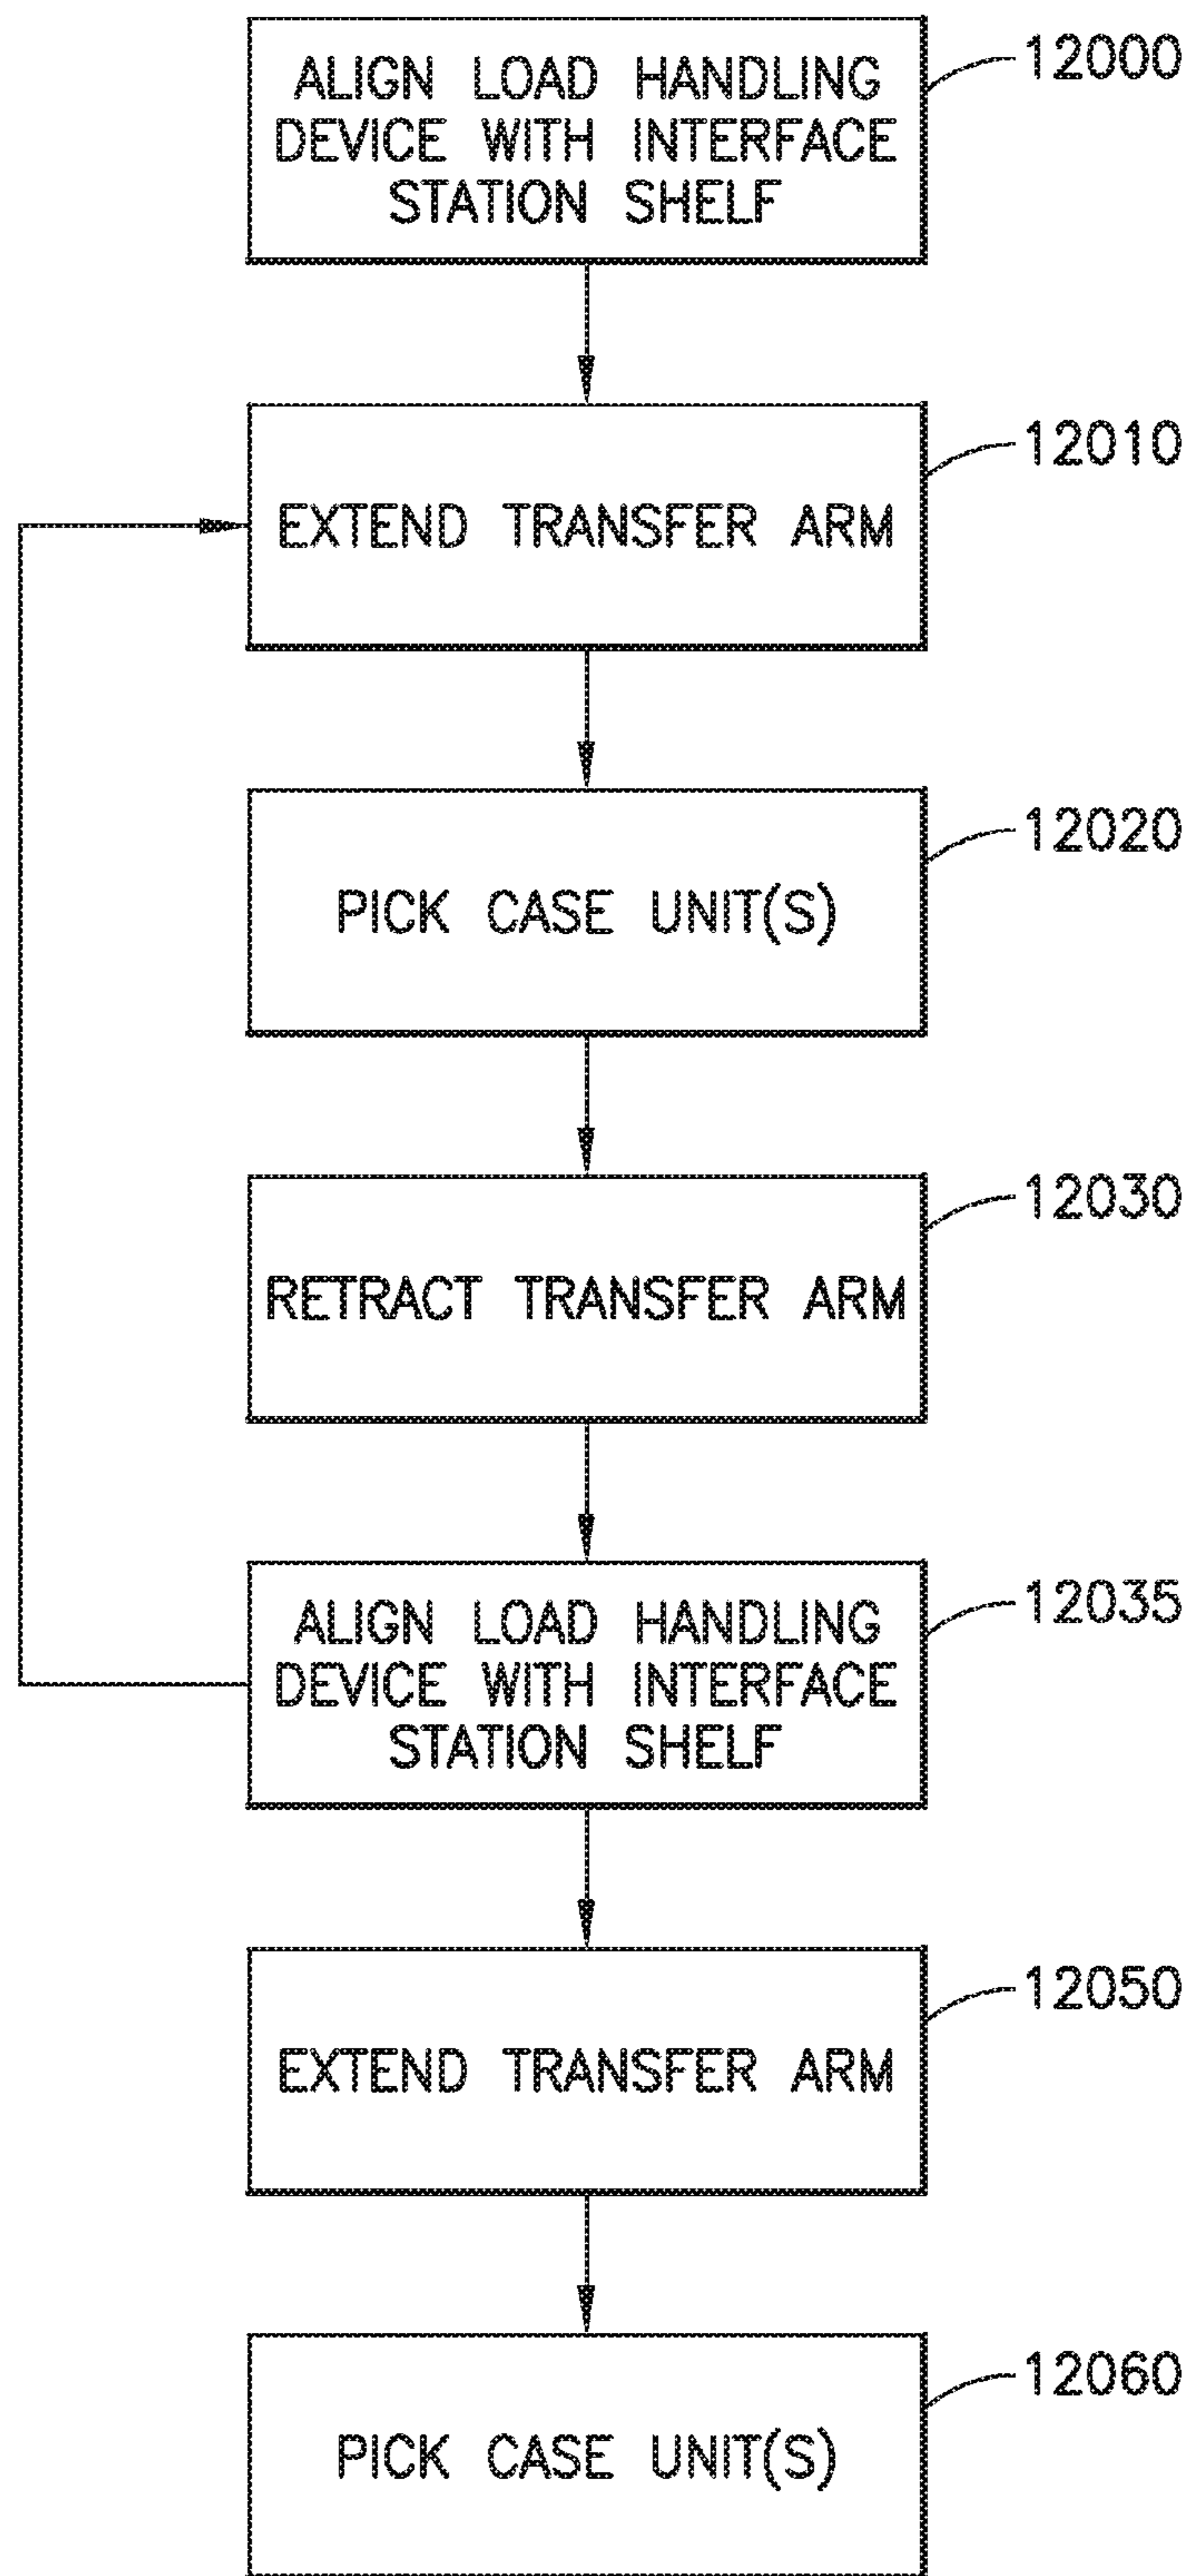 ALIGN LOAD HANDLING
DEVICE WITH INTERFACE
STATION SHELF
12000
EXTEND TRANSFER ARM
12010
PICK CASE UNIT(S)
12020
RETRACT TRANSFER ARM
12030
ALIGN LOAD HANDLING
DEVICE WITH INTERFACE
STATION SHELF
12035
EXTEND TRANSFER ARM
12050
PICK CASE UNIT(S)
12060